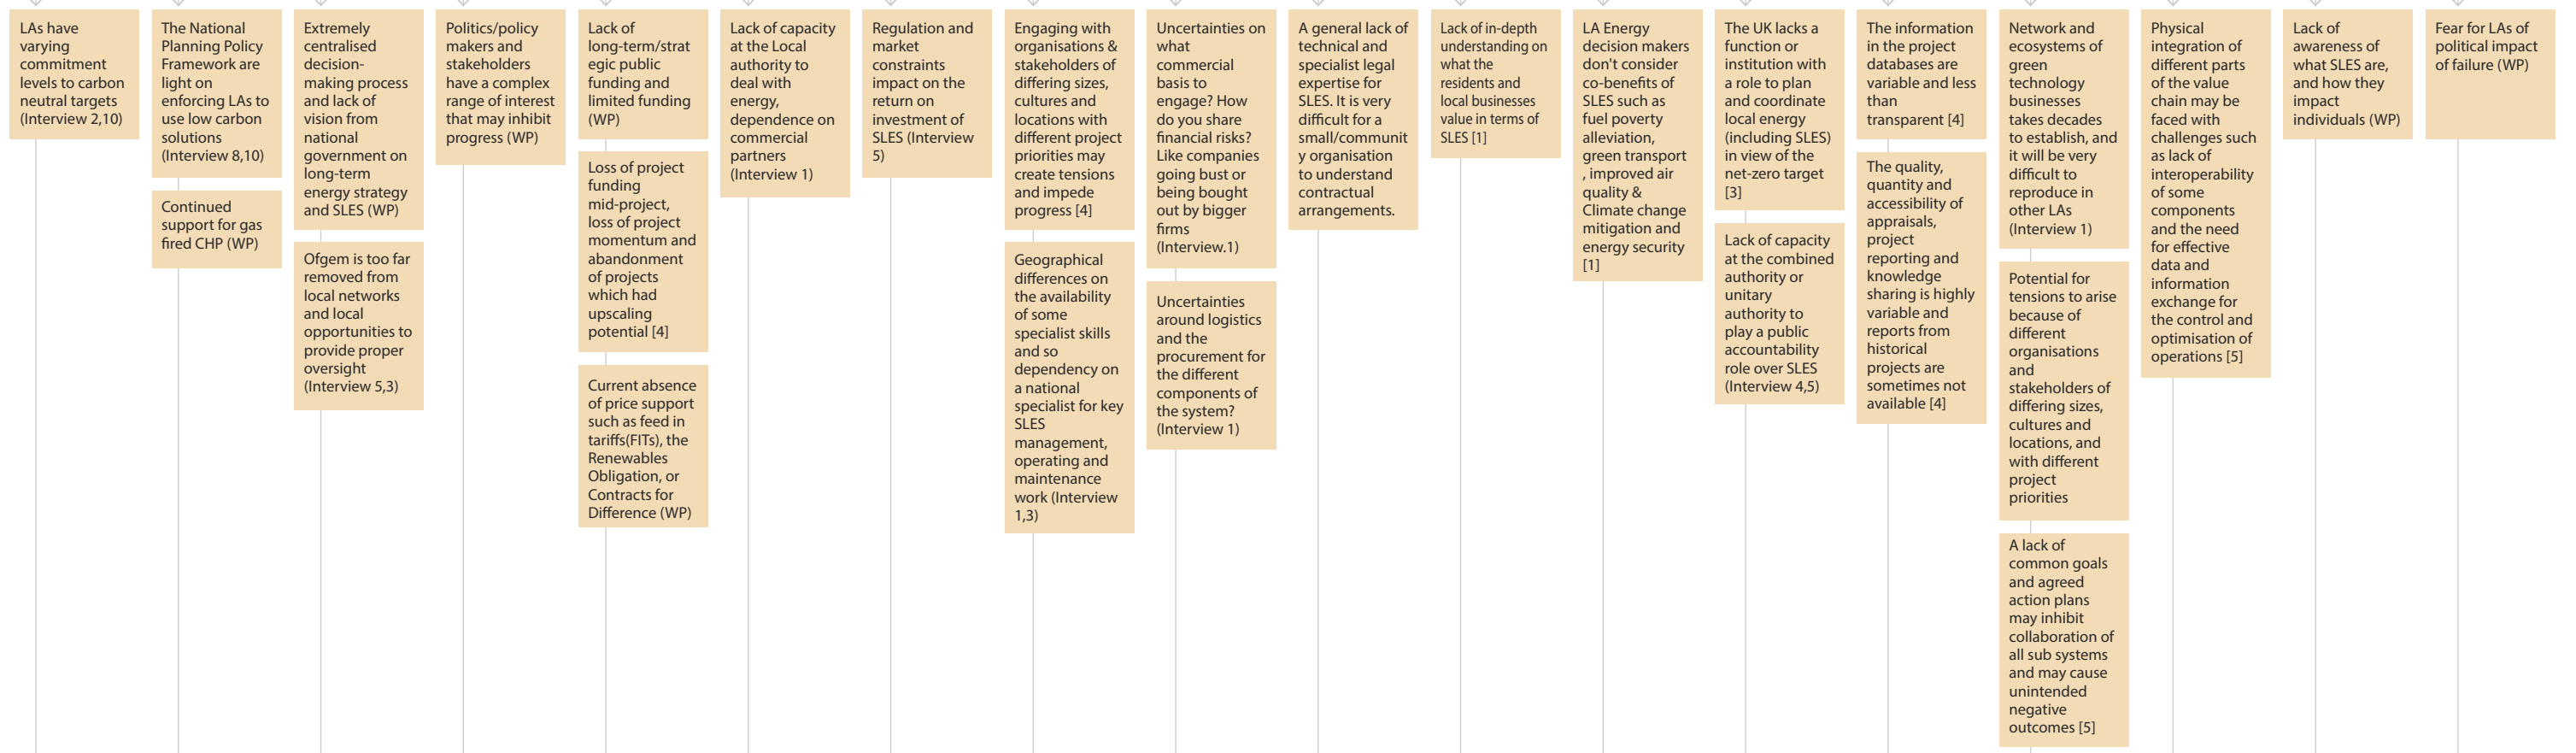 LAs have
varying
commitment
levels to carbon
neutral targets
(Interview 2,10)
The National
Planning Policy
Framework are
light on
enforcing LAs to
use low carbon
solutions
(Interview 8,10)
Continued
support for gas
fired CHP (WP)
Extremely
centralised
decision-
making process
and lack of
vision from
national
government on
long-term
energy strategy
and SLES (WP)
Ofgem is too far
removed from
local networks
and local
opportunities to
provide proper
oversight
(Interview 5,3)
Politics/policy
makers and
stakeholders
have a complex
range of interest
that may inhibit
progress (WP)
Lack of
long-term/strat
egic public
funding and
limited funding
(WP)
Loss of project
funding
mid-project,
loss of project
momentum and
abandonment
of projects
which had
upscaling
potential [4]
Current absence
of price support
such as feed in
tariffs(FITs), the
Renewables
Obligation, or
Contracts for
Difference (WP)
Lack of capacity
at the Local
authority to
deal with
energy,
dependence on
commercial
partners
(Interview 1)
Regulation and
market
constraints
impact on the
return on
investment of
SLES (Interview
5)
Engaging with
organisations &
stakeholders of
differing sizes,
cultures and
locations with
different project
priorities may
create tensions
and impede
progress [4]
Geographical
differences on
the availability
of some
specialist skills
and so
dependency on
a national
specialist for key
SLES
management,
operating and
maintenance
work (Interview
1,3)
Uncertainties on
what
commercial
basis to
engage? How
do you share
financial risks?
Like companies
going bust or
being bought
out by bigger
firms
(Interview.1)
Uncertainties
around logistics
and the
procurement for
the different
components of
the system?
(Interview 1)
A general lack of
technical and
specialist legal
expertise for
SLES. It is very
difficult for a
small/communit
y organisation
to understand
contractual
arrangements.
Lack of in-depth
understanding on
what the
residents and
local businesses
value in terms of
SLES [1]
LA Energy
decision makers
don't consider
co-benefits of
SLES such as
fuel poverty
alleviation,
green transport
, improved air
quality &
Climate change
mitigation and
energy security
[1]
The UK lacks a
function or
institution with
a role to plan
and coordinate
local energy
(including SLES)
in view of the
net-zero target
[3]
Lack of capacity
at the combined
authority or
unitary
authority to
play a public
accountability
role over SLES
(Interview 4,5)
The information
in the project
databases are
variable and less
than
transparent [4]
The quality,
quantity and
accessibility of
appraisals,
project
reporting and
knowledge
sharing is highly
variable and
reports from
historical
projects are
sometimes not
available [4]
Network and
ecosystems of
green
technology
businesses
takes decades
to establish, and
it will be very
difficult to
reproduce in
other LAs
(Interview 1)
Potential for
tensions to arise
because of
different
organisations
and
stakeholders of
differing sizes,
cultures and
locations, and
with different
project
priorities
A lack of
common goals
and agreed
action plans
may inhibit
collaboration of
all sub systems
and may cause
unintended
negative
outcomes [5]
Physical
integration of
different parts
of the value
chain may be
faced with
challenges such
as lack of
interoperability
of some
components
and the need
for effective
data and
information
exchange for
the control and
optimisation of
operations [5]
Lack of
awareness of
what SLES are,
and how they
impact
individuals (WP)
Fear for LAs of
political impact
of failure (WP)